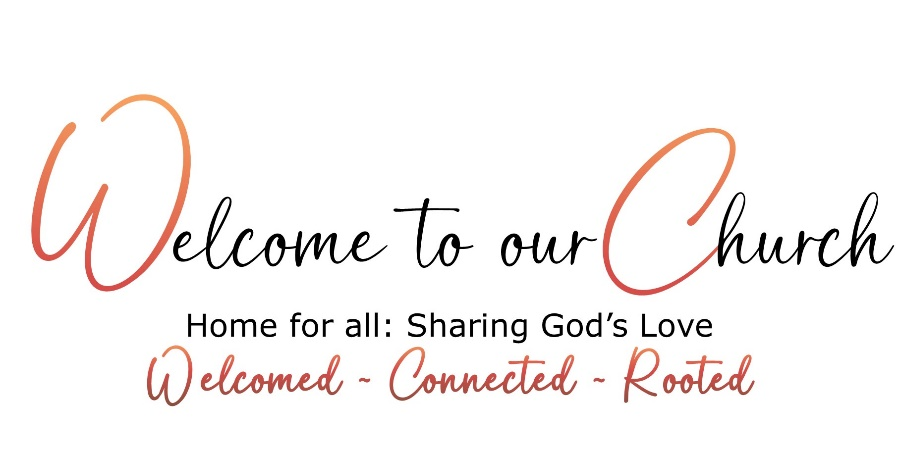 Welcome to our Church
Home for all: Sharing God’s Love
Welcomed ~ Connected ~ Rooted